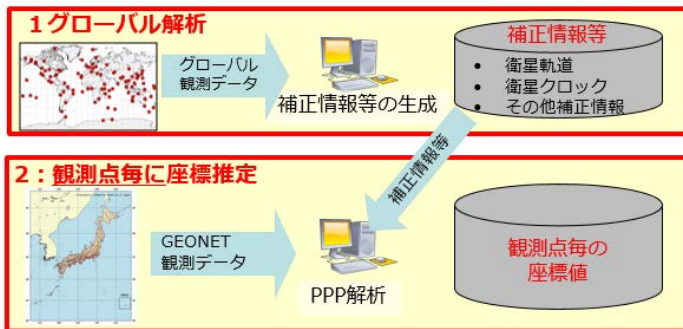 1グローバル解析
グローバル
観測データ
補正情報等の生成
補正情報等
• 衛星軌道
• 衛星クロック
• その他補正情報
補正情報等
2：観測点毎に座標推定
GEONET
観測データ
PPP解析
観測点毎の
座標値